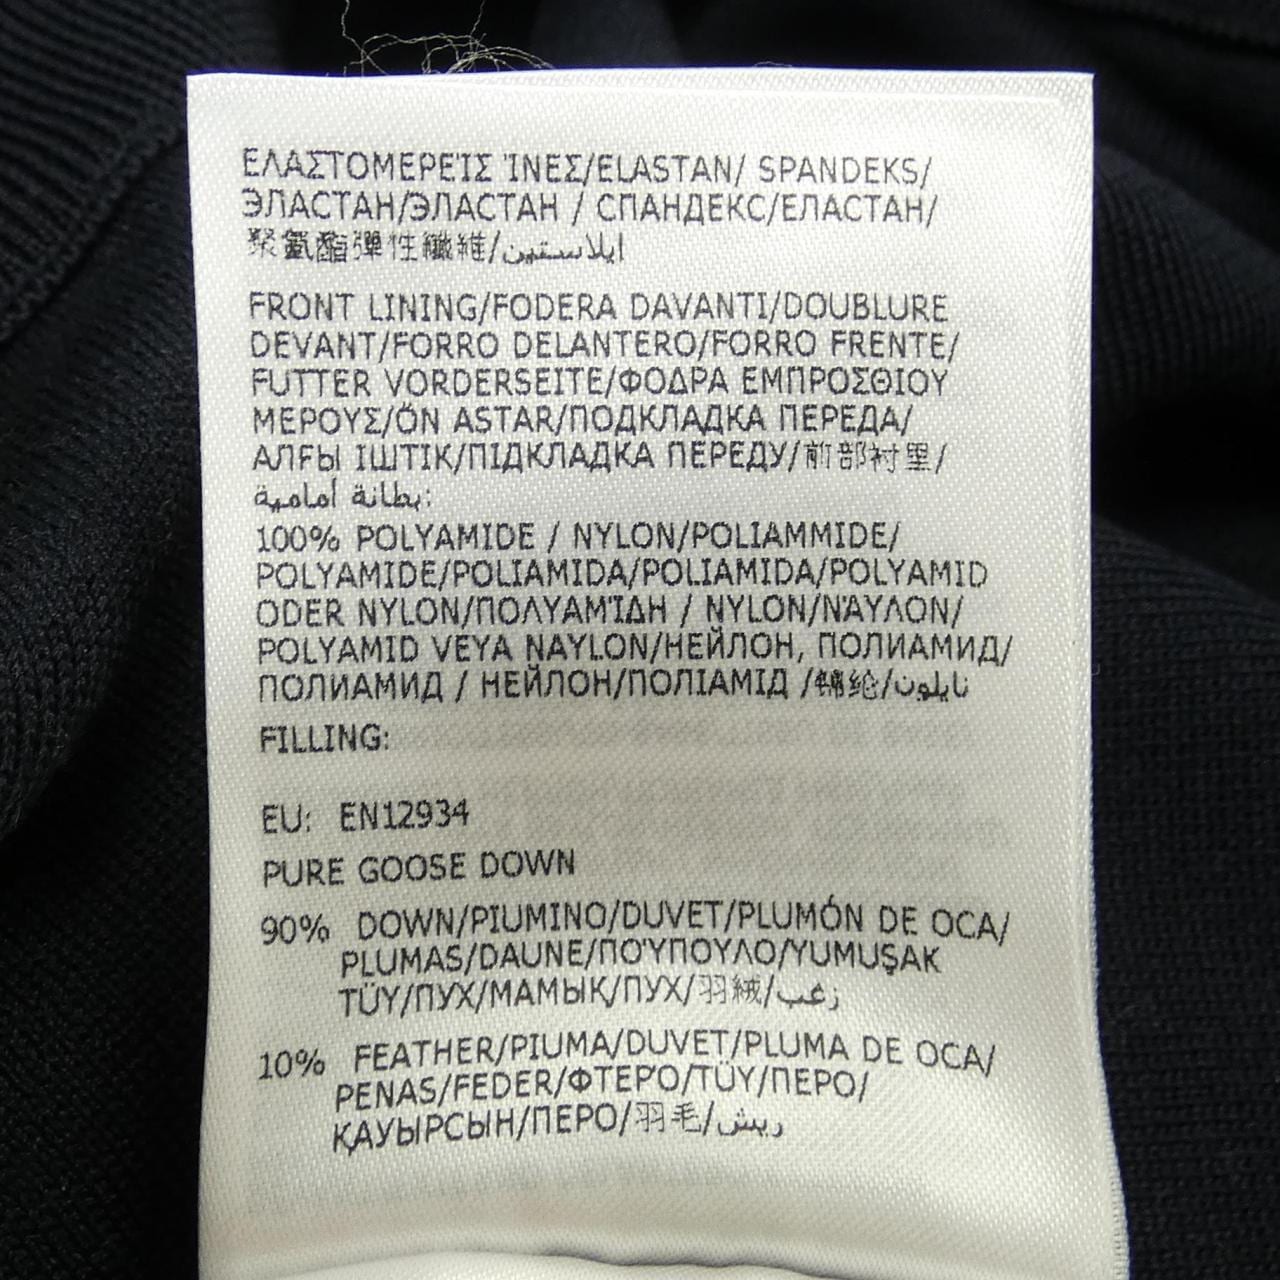 ΕΛΑΣΤΟΜΕΡΕΊΣ ΊΝΕΣ/ELASTAN/ SPANDEKS/
ЭЛАСТАН/ЭЛАСТАН / СПАНДЕКС/ЕЛАСТАН/
聚氨酯彈性纖維/ايلاستين
FRONT LINING/FODERA DAVANTI/DOUBLURE
DEVANT/FORRO DELANTERO/FORRO FRENTE/
FUTTER VORDERSEITE/ΦΟΔΡΑ ΕΜΠΡΟΣΘΙΟΥ
ΜΕΡΟΥΣ/ÖN ASTAR/ПОДКЛАДКА ПЕРЕДА/
АЛҒЫ ІШТІК/ПІДКЛАДКА ПЕРЕДУ/前部衬里/
بطانة أمامية:
100% POLYAMIDE / NYLON/POLIAMMIDE/
POLYAMIDE/POLIAMIDA/POLIAMIDA/POLYAMID
ODER NYLON/ΠΟΛΥΑΜΊΔΗ / NYLON/ΝΆΥΛΟΝ/
POLYAMID VEYA NAYLON/НЕЙЛОН, ПОЛИАМИД/
ПОЛИАМИД / НЕЙЛОН/ПОЛІАМІД /锦纶/نايلون
FILLING:
EU: EN12934
PURE GOOSE DOWN
90% DOWN/PIUMINO/DUVET/PLUMÓN DE OCA/
PLUMAS/DAUNE/ΠΟΎΠΟΥΛΟ/YUMUŞAK
TÜY/ПУХ/МАМЫҚ/ПУХ/羽絨/زغب
10% FEATHER/PIUMA/DUVET/PLUMA DE OCA/
PENAS/FEDER/ΦΤΕΡΌ/TÜY/ПЕРО/
ҚАУЫРСЫН/ПЕРО/羽毛/ريش